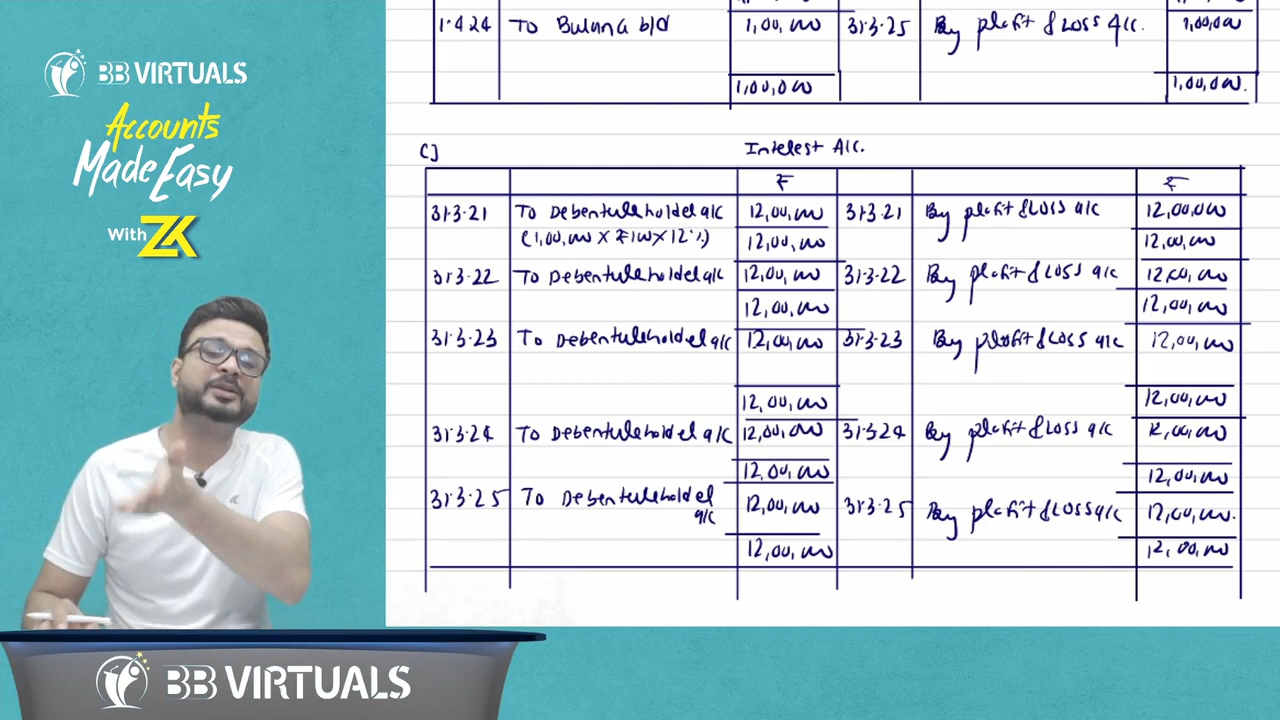 BB VIRTUALS
Accounts
Made Easy
With ZK
1.4.24 To Balance b/d 1,00,000 31.3.25 By profit & Loss A/c. 1,00,000
1,00,000 1,00,000.
C] Interest A/c.
₹ ₹
31.3.21 To Debentureholder a/c 12,00,000 31.3.21 By profit & Loss a/c 12,00,000
(1,00,000 x ₹100 x 12%) 12,00,000 12,00,000
31.3.22 To Debentureholder a/c 12,00,000 31.3.22 By profit & Loss a/c 12,00,000
12,00,000 12,00,000
31.3.23 To Debentureholder a/c 12,00,000 31.3.23 By profit & Loss a/c 12,00,000
12,00,000 12,00,000
31.3.24 To Debentureholder a/c 12,00,000 31.3.24 By profit & Loss a/c 12,00,000
12,00,000 12,00,000
31.3.25 To Debentureholder 12,00,000 31.3.25 By profit & Loss a/c 12,00,000.
a/c
12,00,000 12,00,000
BB VIRTUALS